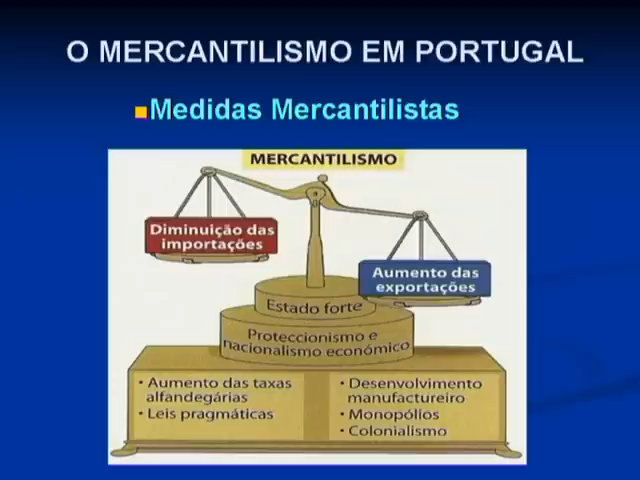 O MERCANTILISMO EM PORTUGAL
Medidas Mercantilistas
MERCANTILISMO
Diminuição das
importações
Aumento das
exportações
Estado forte
Proteccionismo e
nacionalismo económico
• Aumento das taxas
alfandegárias
• Leis pragmáticas
• Desenvolvimento
manufactureiro
• Monopólios
• Colonialismo